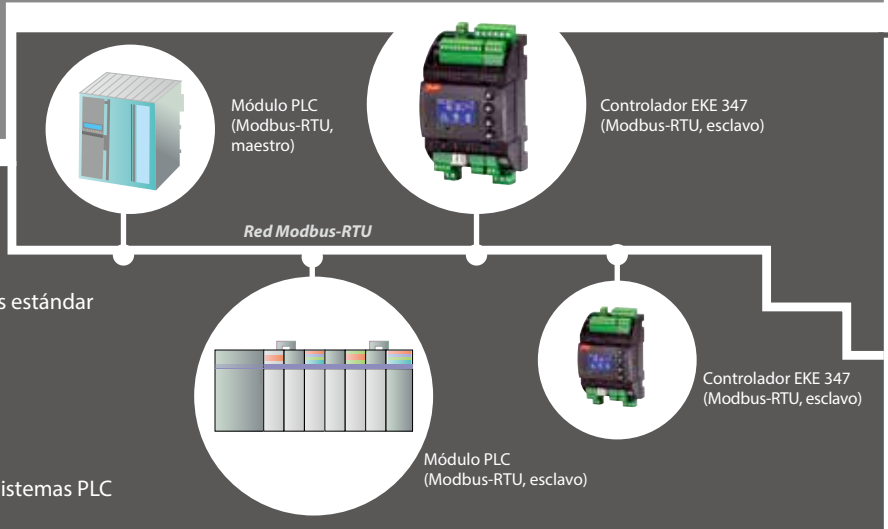 Módulo PLC
(Modbus-RTU,
maestro)
Controlador EKE 347
(Modbus-RTU, esclavo)
Red Modbus-RTU
s estándar
Controlador EKE 347
(Modbus-RTU, esclavo)
Módulo PLC
(Modbus-RTU, esclavo)
istemas PLC